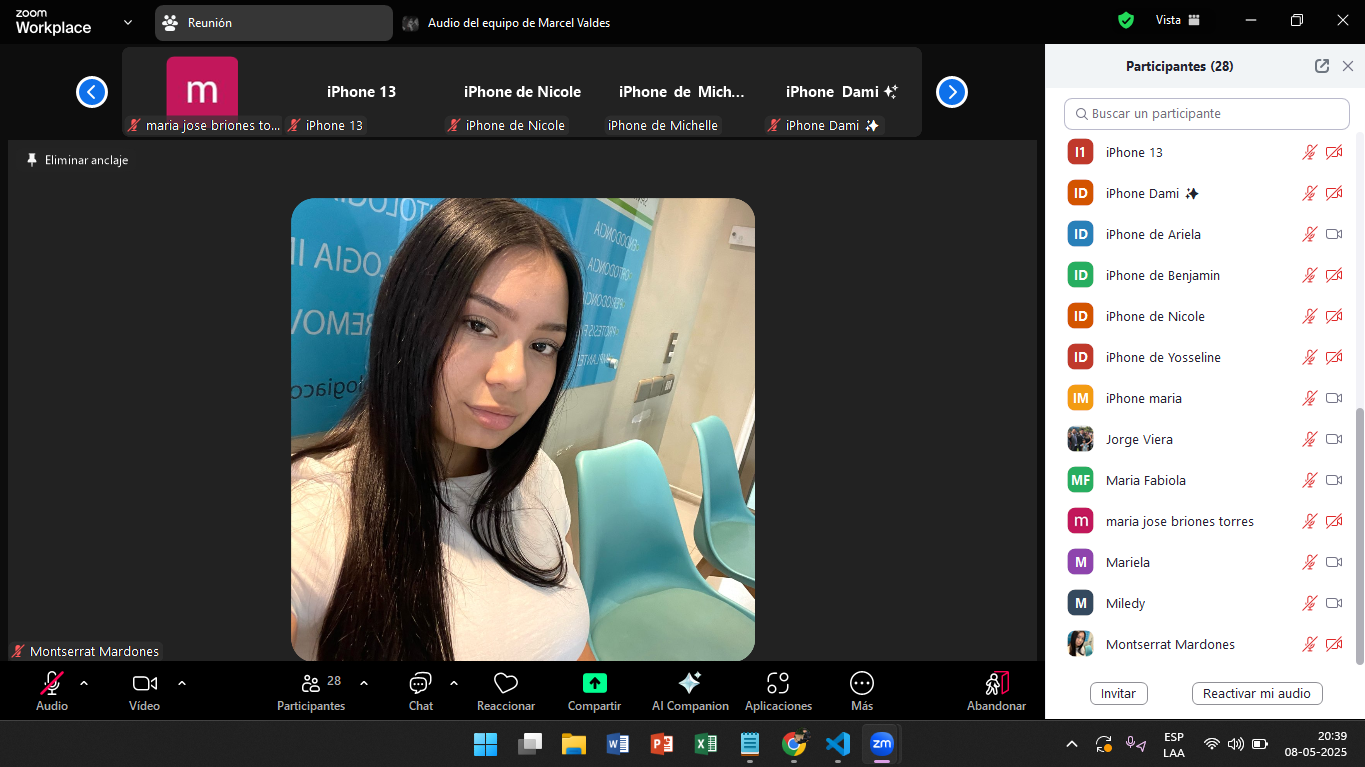 zoom
Workplace
Reunión
Audio del equipo de Marcel Valdes
Vista
m
iPhone 13
iPhone de Nicole
iPhone de Mich...
iPhone Dami
maria jose briones to...
iPhone 13
iPhone de Nicole
iPhone de Michelle
iPhone Dami
Eliminar anclaje
ENDODONCIA
ORTODONCIA
PERIODONCIA
Montserrat Mardones
Participantes (28)
Buscar un participante
I1 iPhone 13
ID iPhone Dami
ID iPhone de Ariela
ID iPhone de Benjamin
ID iPhone de Nicole
ID iPhone de Yosseline
IM iPhone maria
Jorge Viera
MF Maria Fabiola
m maria jose briones torres
M Mariela
M Miledy
Montserrat Mardones
Invitar
Reactivar mi audio
28
Audio
Vídeo
Participantes
Chat
Reaccionar
Compartir
AI Companion
Aplicaciones
Más
Abandonar
zm
ESP
LAA
20:39
08-05-2025